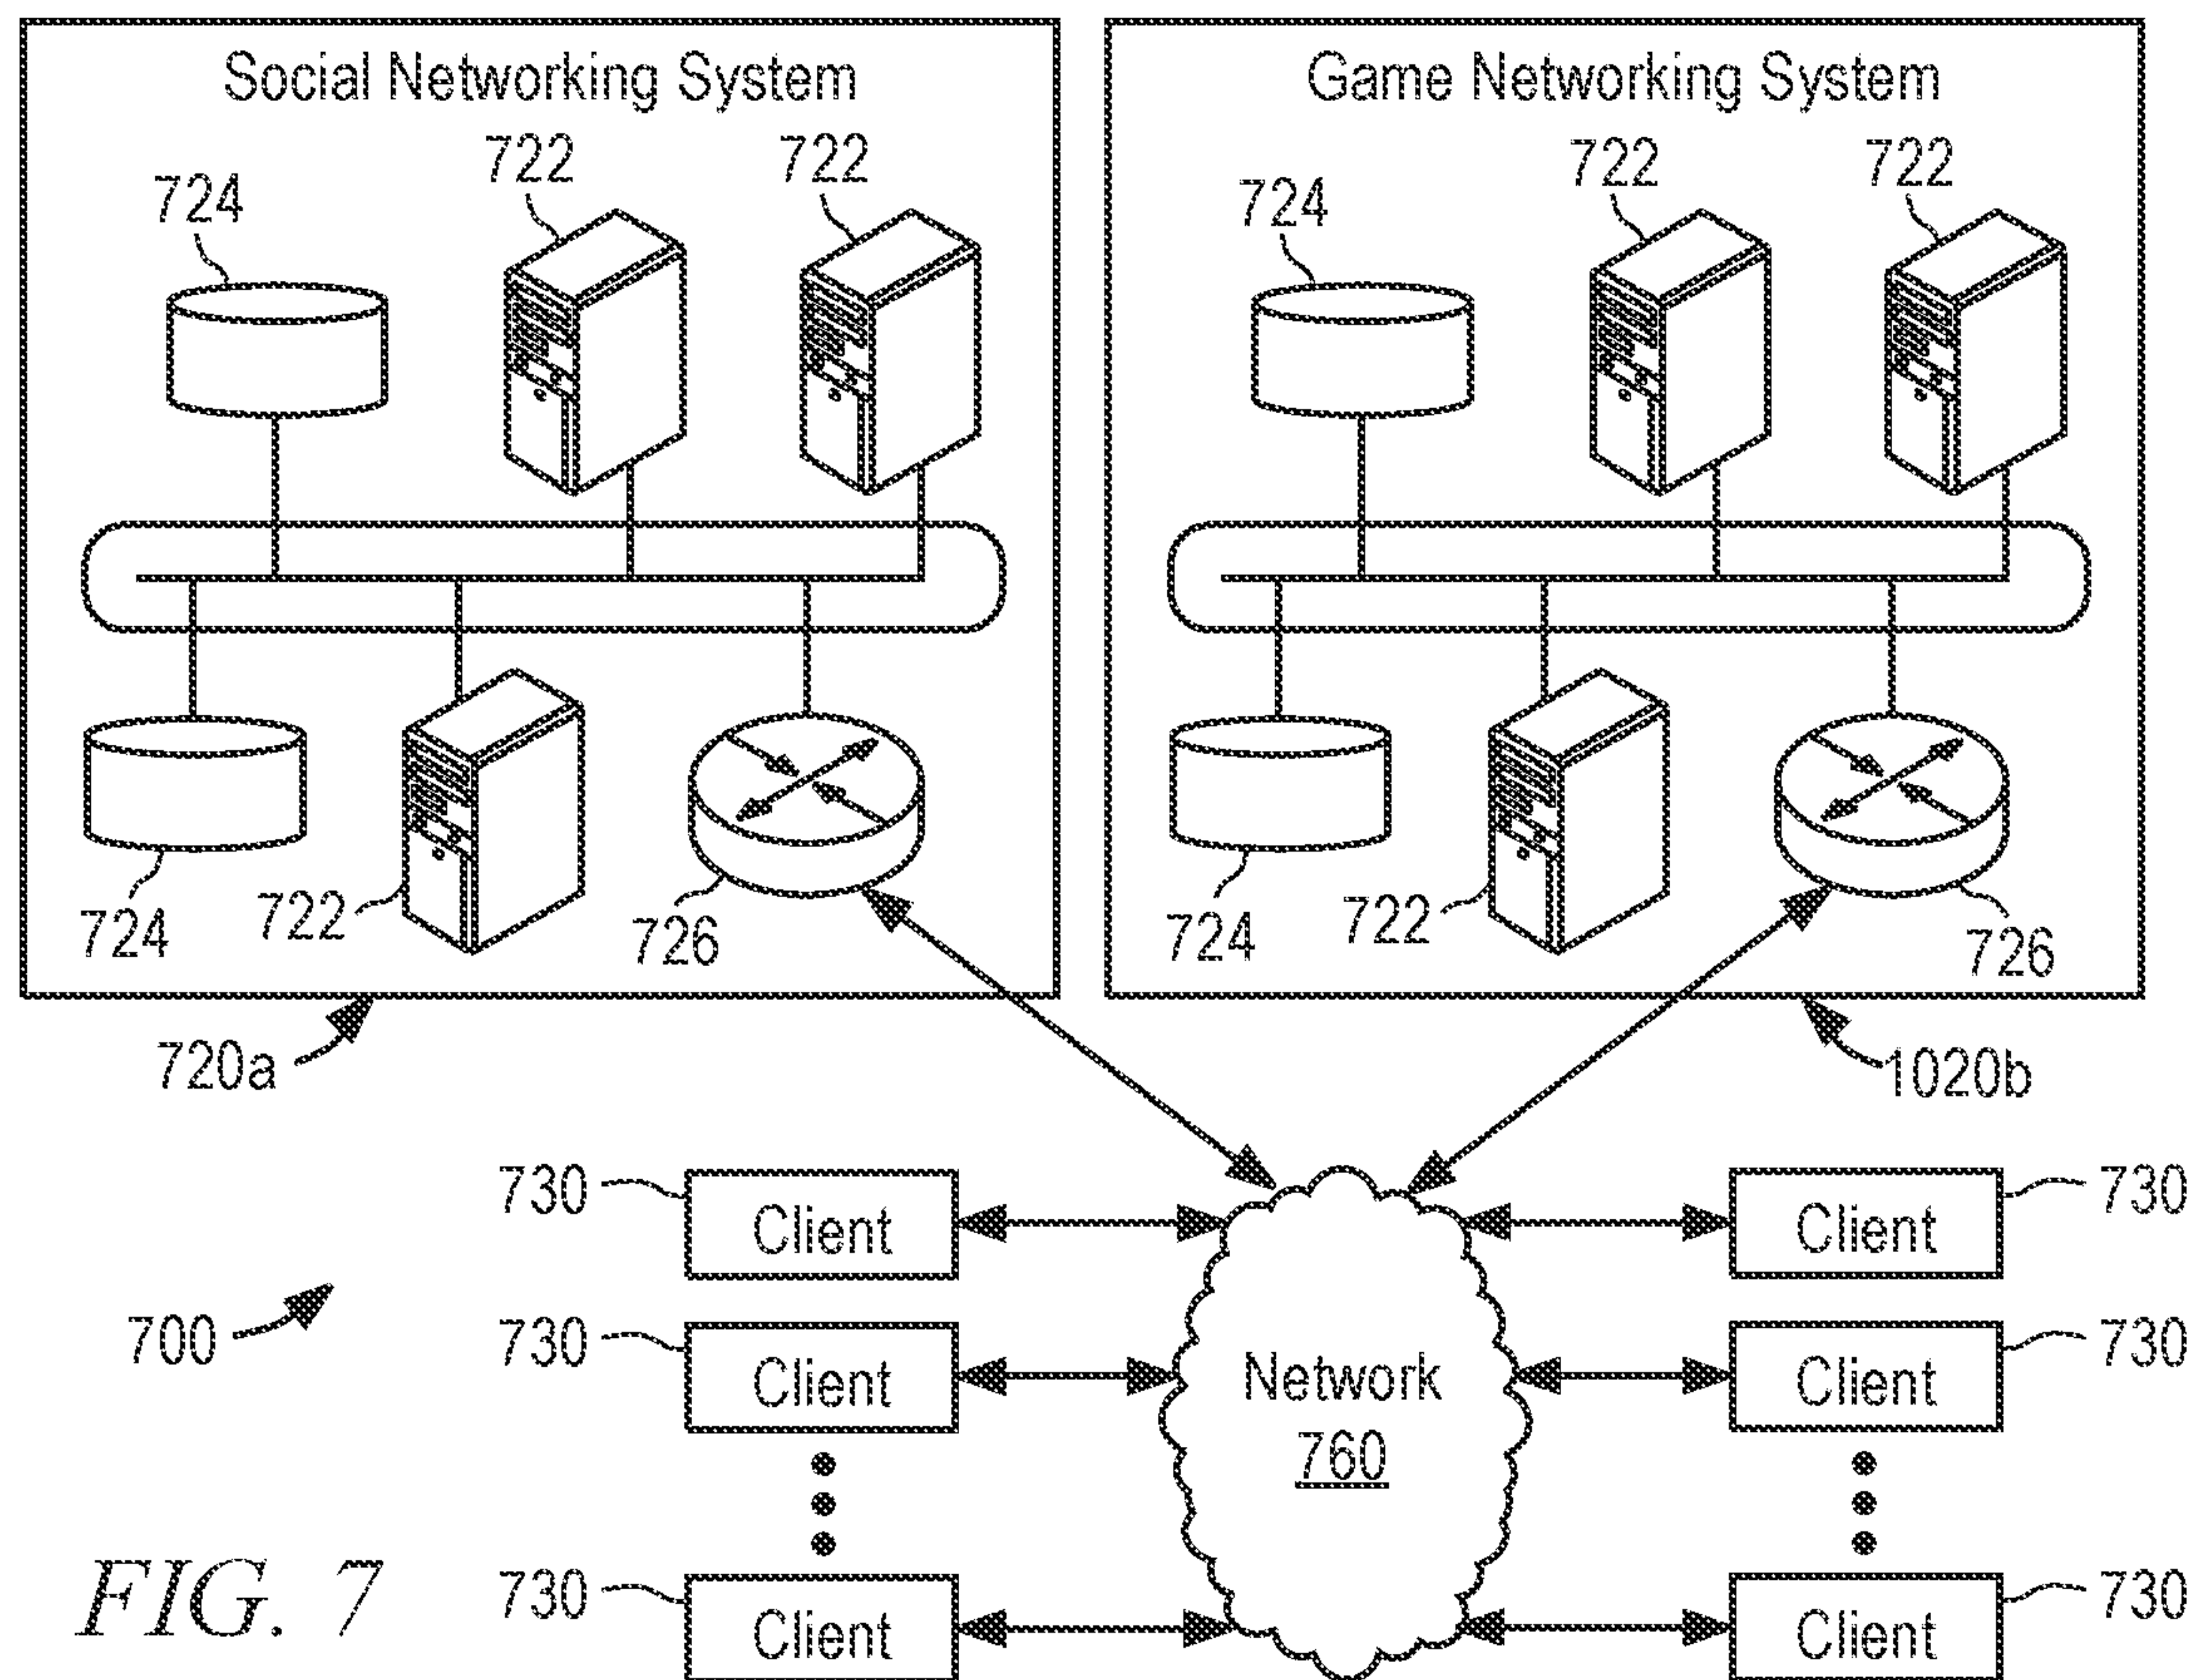 Social Networking System
Game Networking System
722
722
724
722
722
724
724
722
726
724
722
726
720a
1020b
730
Client
Client
730
700
730
Client
Network
760
Client
730
FIG. 7
730
Client
Client
730